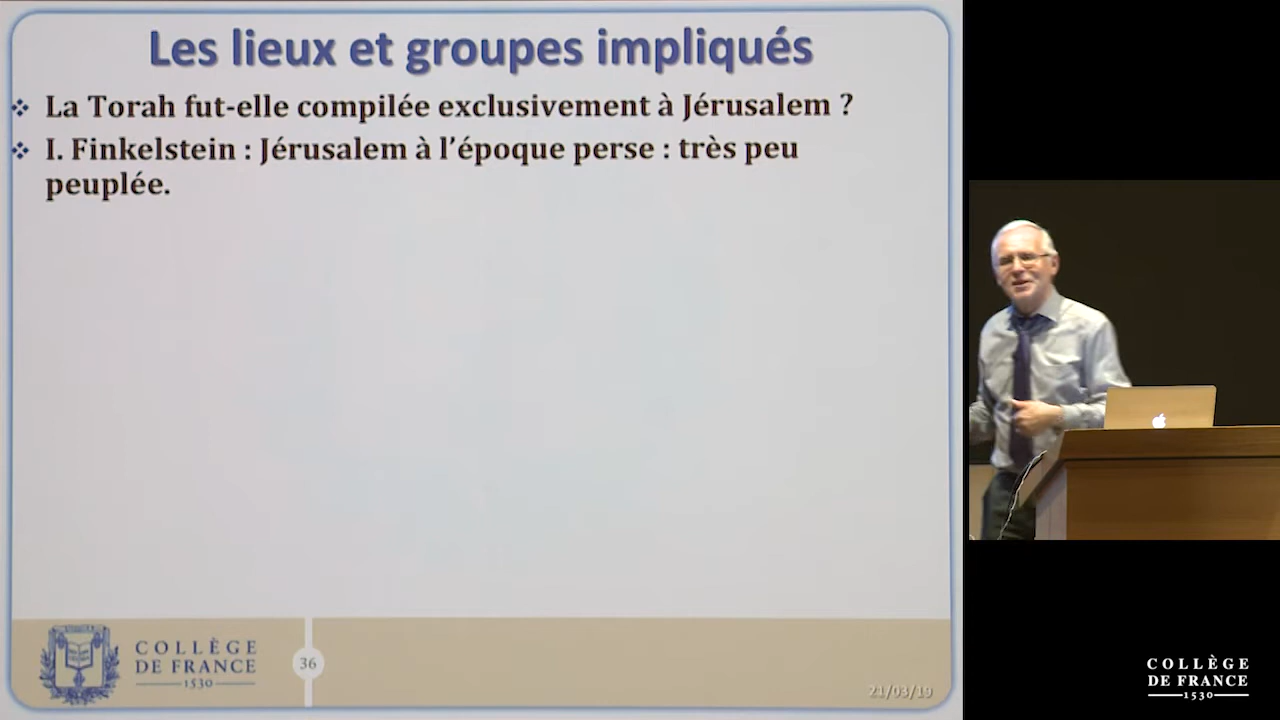 Les lieux et groupes impliqués
La Torah fut-elle compilée exclusivement à Jérusalem ?
I. Finkelstein : Jérusalem à l’époque perse : très peu
peuplée.
COLLÈGE
DE FRANCE
1530
36
21/03/19
COLLÈGE
DE FRANCE
1530